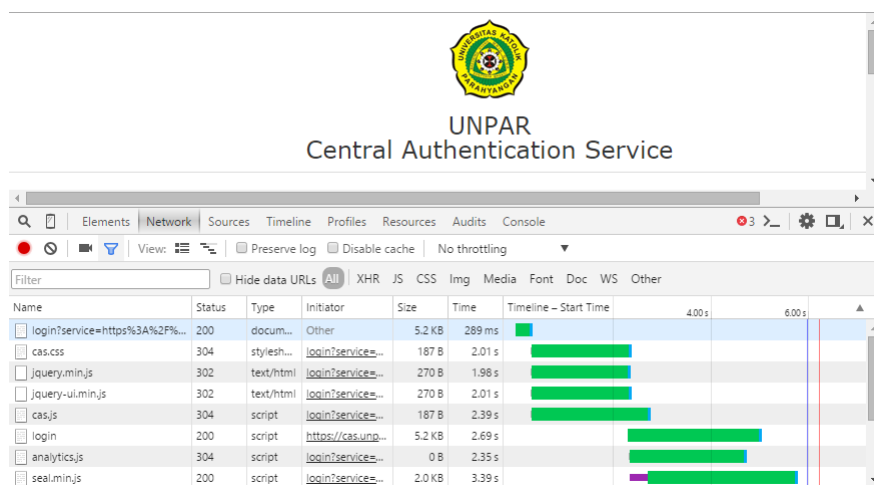 UNIVERSITAS KATOLIK
PARAHYANGAN
UNPAR
Central Authentication Service
Elements Network Sources Timeline Profiles Resources Audits Console 3
View: Preserve log Disable cache No throttling
Filter Hide data URLs All XHR JS CSS Img Media Font Doc WS Other
Name Status Type Initiator Size Time Timeline – Start Time 4.00 s 6.00 s
login?service=https%3A%2F%... 200 docum... Other 5.2 KB 289 ms
cas.css 304 stylesh... login?service=... 187 B 2.01 s
jquery.min.js 302 text/html login?service=... 270 B 1.98 s
jquery-ui.min.js 302 text/html login?service=... 270 B 2.01 s
cas.js 304 script login?service=... 187 B 2.39 s
login 200 script https://cas.unp... 5.2 KB 2.69 s
analytics.js 304 script login?service=... 0 B 2.35 s
seal.min.js 200 script login?service=... 2.0 KB 3.39 s